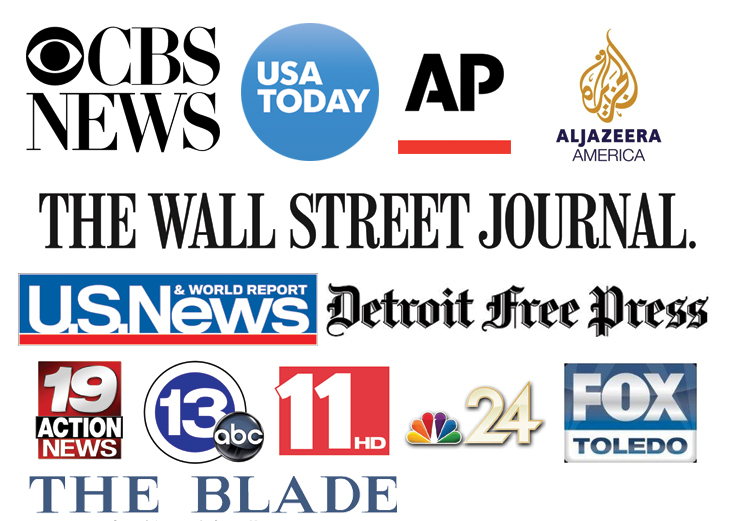 CBS
NEWS
USA
TODAY
AP
ALJAZEERA
AMERICA
THE WALL STREET JOURNAL.
& WORLD REPORT
U.S.News
Detroit Free Press
19
ACTION
NEWS
13
abc
11
HD
24
FOX
TOLEDO
THE BLADE